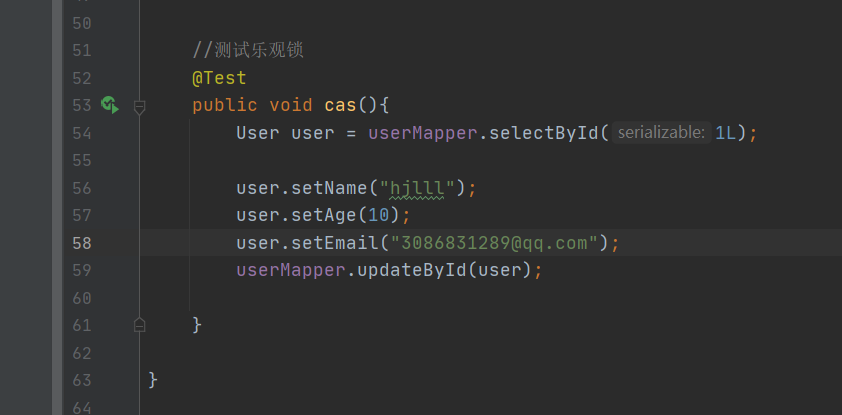 50
51 //测试乐观锁
52 @Test
53 public void cas(){
54 User user = userMapper.selectById( serializable: 1L);
55
56 user.setName("hjlll");
57 user.setAge(10);
58 user.setEmail("3086831289@qq.com");
59 userMapper.updateById(user);
60
61 }
62
63 }
64